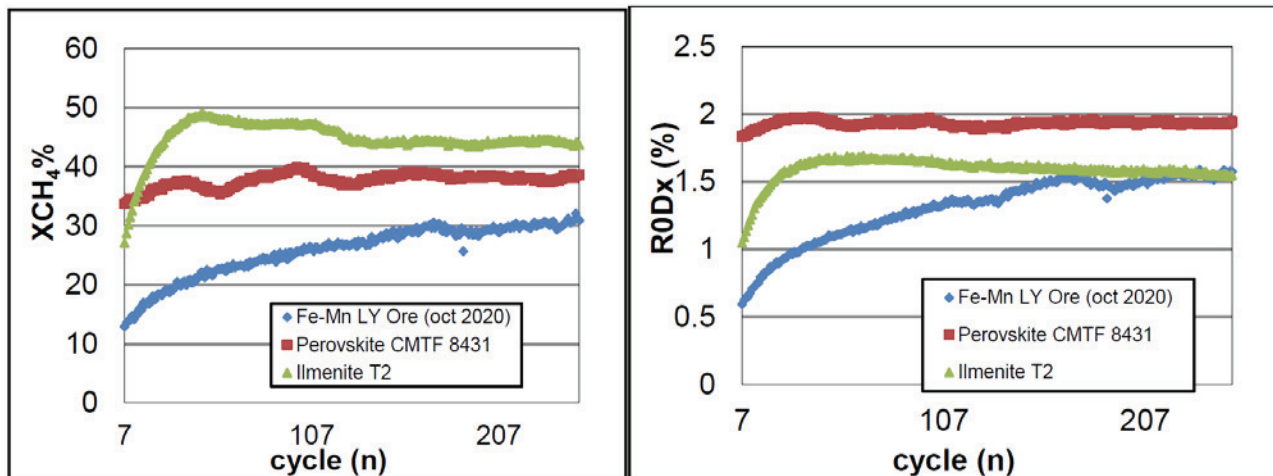 60
50
40
30
20
10
0
XCH₄%
Fe-Mn LY Ore (oct 2020)
Perovskite CMTF 8431
Ilmenite T2
7
107
207
cycle (n)
2.5
2
1.5
1
0.5
0
R0Dx (%)
Fe-Mn LY Ore (oct 2020)
Perovskite CMTF 8431
Ilmenite T2
7
107
207
cycle (n)